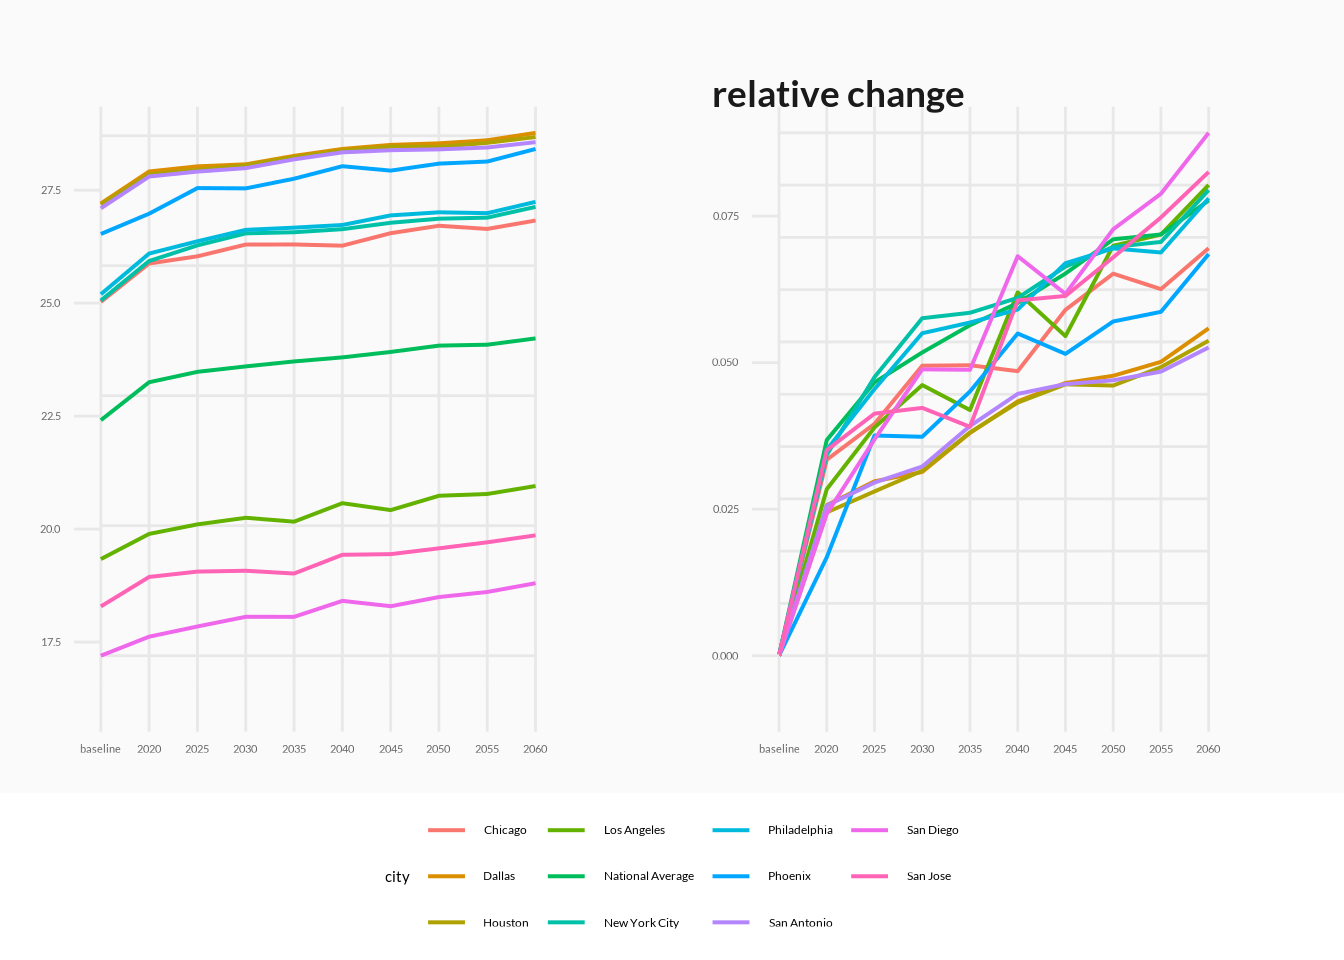 relative change
27.5
25.0
22.5
20.0
17.5
baseline 2020 2025 2030 2035 2040 2045 2050 2055 2060
0.075
0.050
0.025
0.000
baseline 2020 2025 2030 2035 2040 2045 2050 2055 2060
city
Chicago Los Angeles Philadelphia San Diego
Dallas National Average Phoenix San Jose
Houston New York City San Antonio